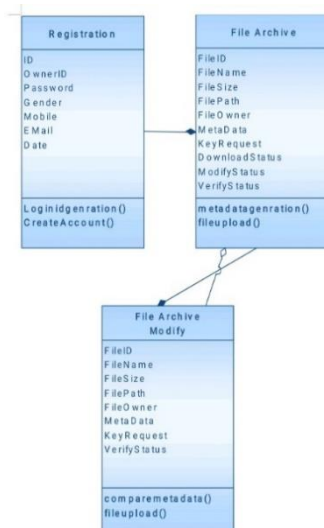 Registration
ID
OwnerID
Password
Gender
Mobile
EMail
Date
Loginidgenration()
CreateAccount()
File Archive
FileID
FileName
FileSize
FilePath
FileOwner
MetaData
KeyRequest
DownloadStatus
ModifyStatus
VerifyStatus
metadatagenration()
fileupload()
File Archive
Modify
FileID
FileName
FileSize
FilePath
FileOwner
MetaData
KeyRequest
VerifyStatus
comparemetadata()
fileupload()